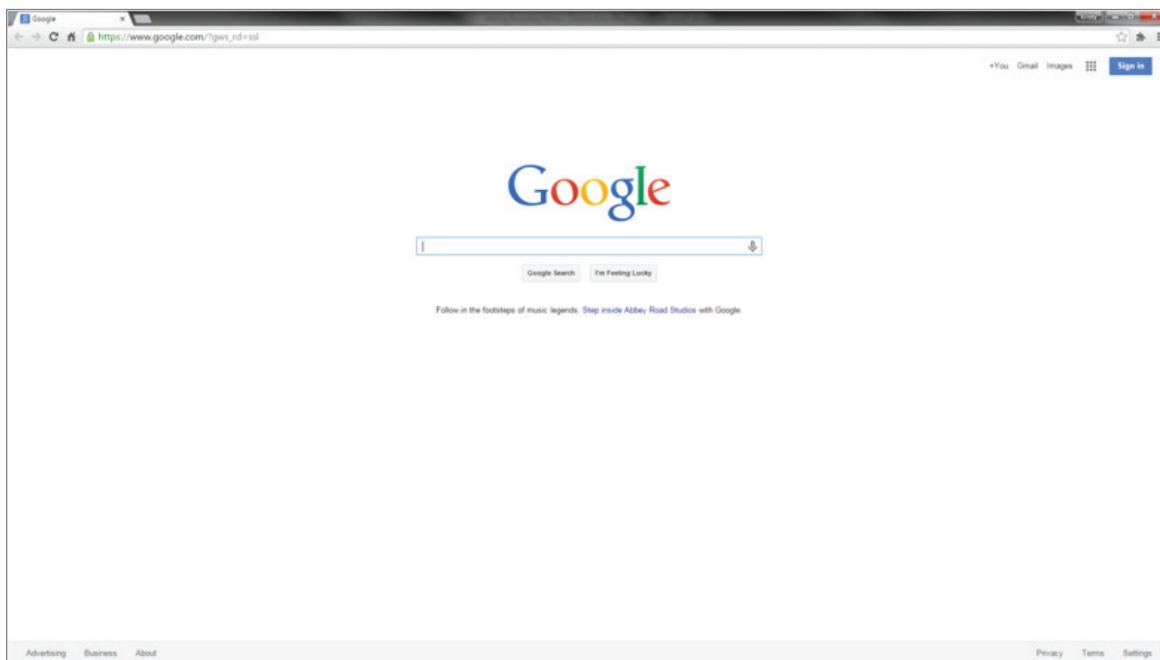 Google
https://www.google.com/?gws_rd=ssl
+You Gmail Images Sign in
Google
Google Search I'm Feeling Lucky
Follow in the footsteps of music legends. Step inside Abbey Road Studios with Google
Advertising Business About Privacy Terms Settings